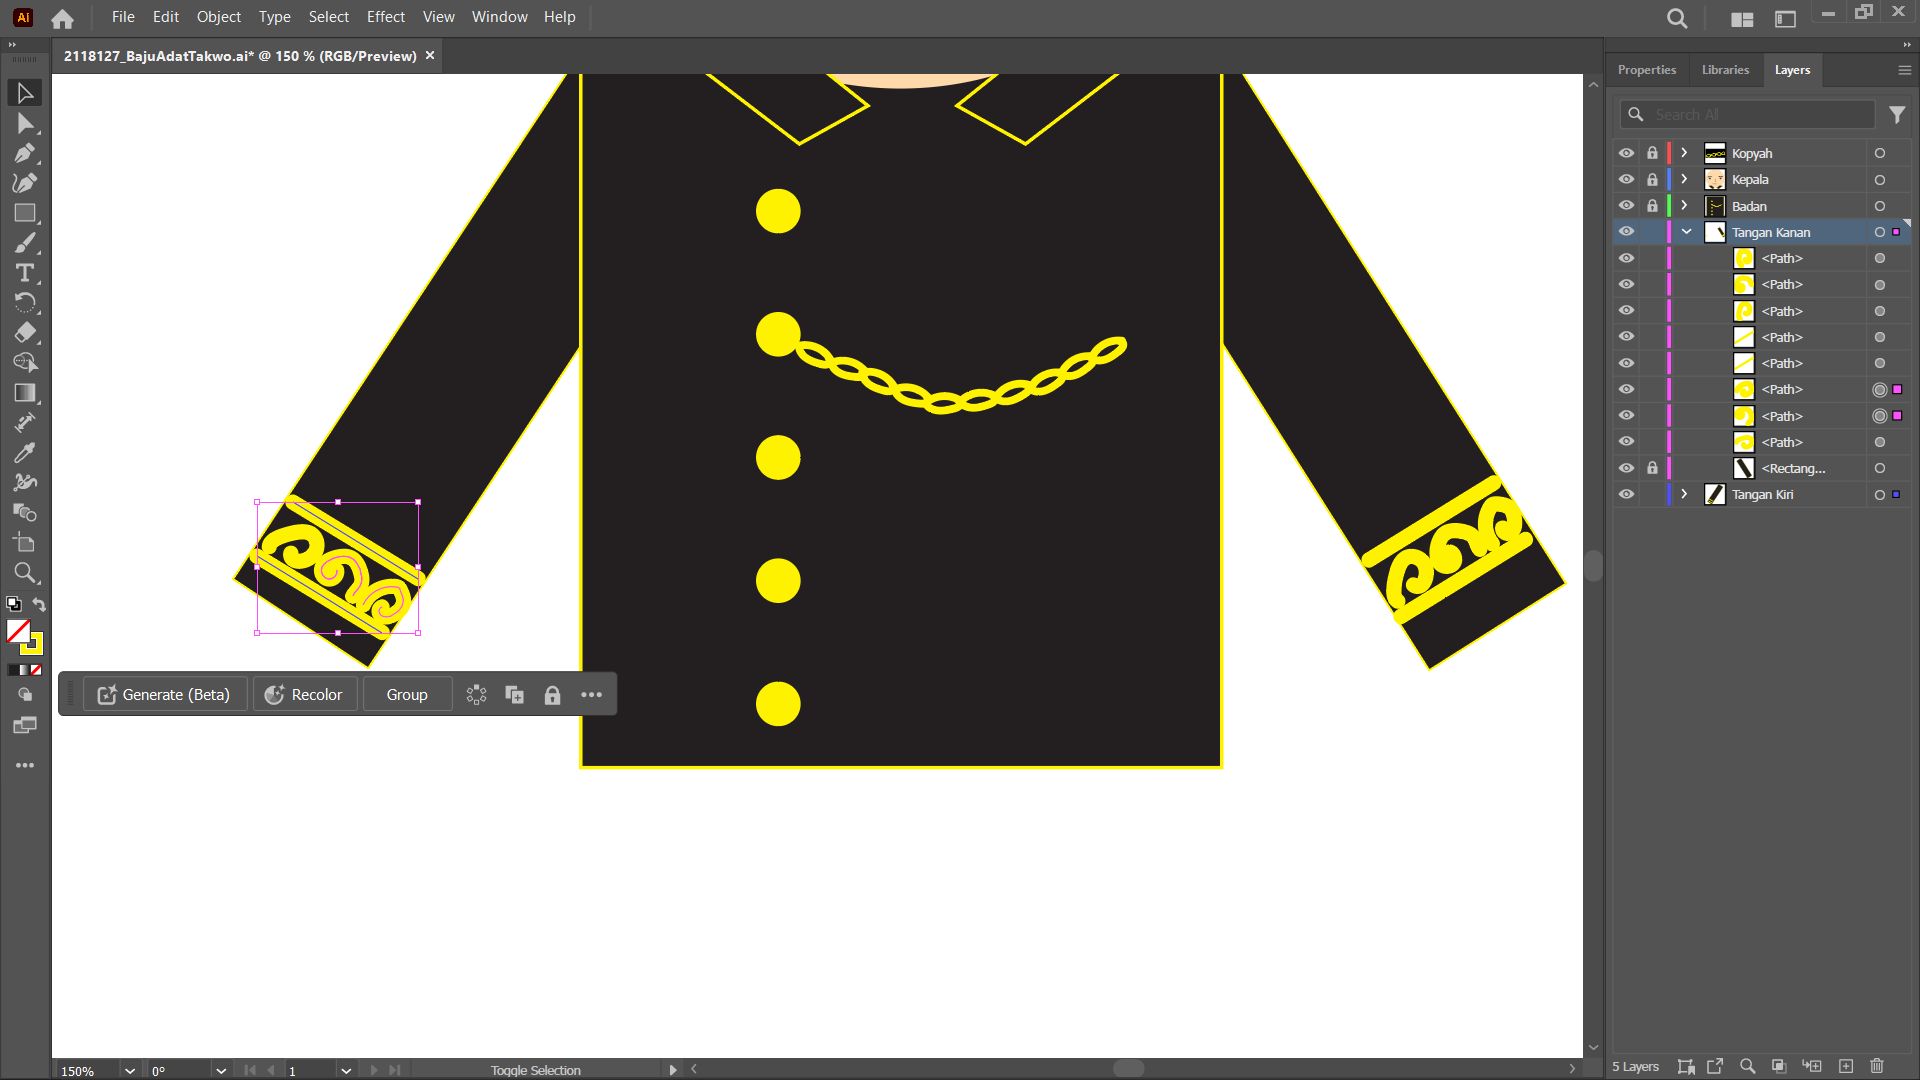 Ai
File Edit Object Type Select Effect View Window Help
2118127_BajuAdatTakwo.ai* @ 150 % (RGB/Preview) ×
Properties Libraries Layers
Search All
Kopyah
Kepala
Badan
Tangan Kanan
<Path>
<Path>
<Path>
<Path>
<Path>
<Path>
<Path>
<Path>
<Rectang...
Tangan Kiri
Generate (Beta) Recolor Group
150% 0° 1 Toggle Selection
5 Layers